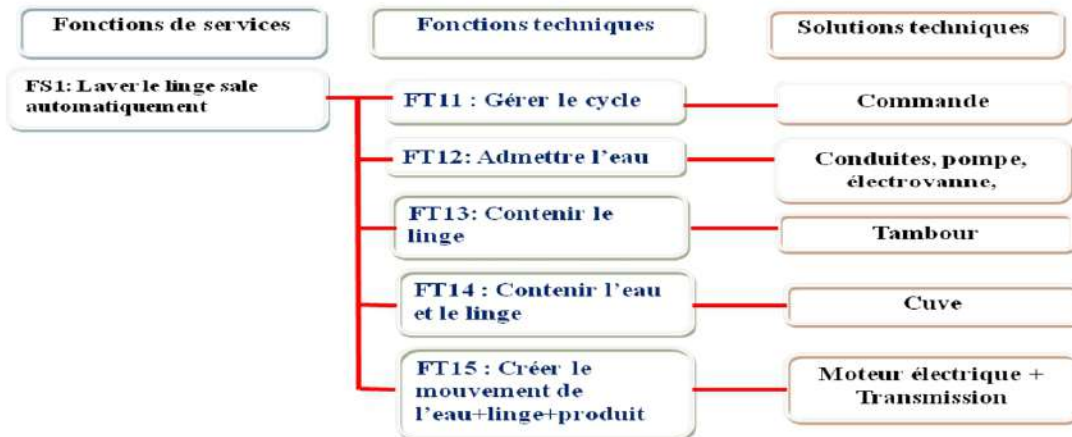 Fonctions de services
Fonctions techniques
Solutions techniques
FS1: Laver le linge sale
automatiquement
FT11 : Gérer le cycle
Commande
FT12: Admettre l'eau
Conduites, pompe,
électrovanne,
FT13: Contenir le
linge
Tambour
FT14 : Contenir l'eau
et le linge
Cuve
FT15 : Créer le
mouvement de
l'eau+linge+produit
Moteur électrique +
Transmission